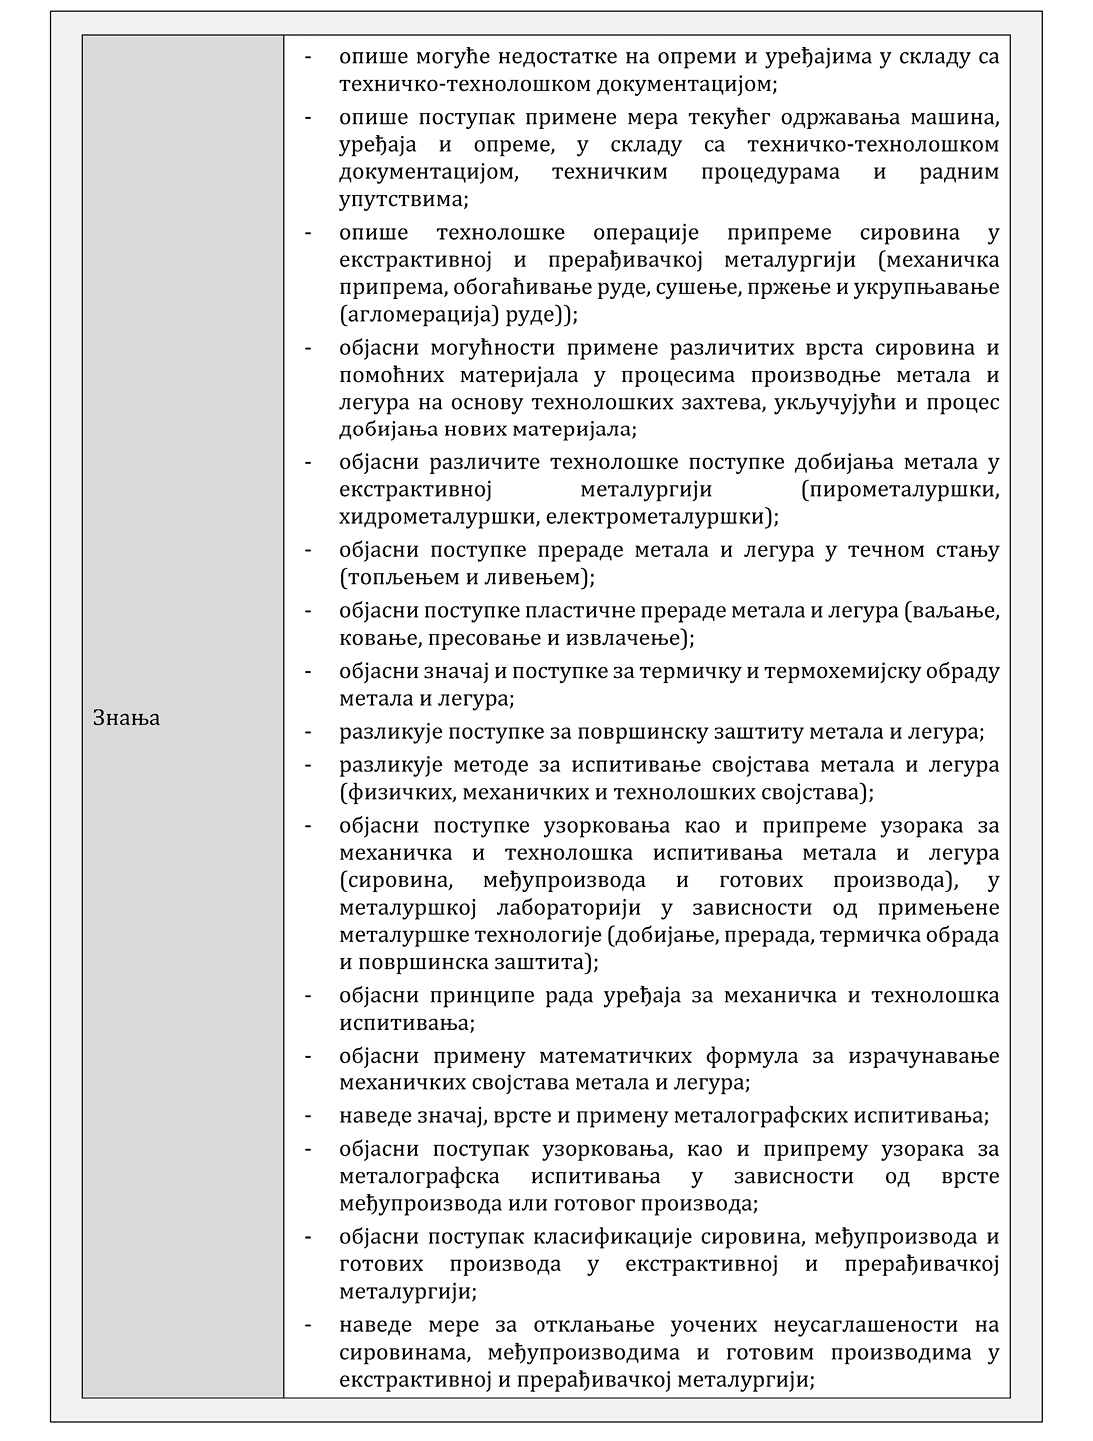 Знања
- опише могуће недостатке на опреми и уређајима у складу са
техничко-технолошком документацијом;
- опише поступак примене мера текућег одржавања машина,
уређаја и опреме, у складу са техничко-технолошком
документацијом, техничким процедурама и радним
упутствима;
- опише технолошке операције припреме сировина у
екстрактивној и прерађивачкој металургији (механичка
припрема, обогаћивање руде, сушење, пржење и укрупњавање
(агломерација) руде));
- објасни могућности примене различитих врста сировина и
помоћних материјала у процесима производње метала и
легура на основу технолошких захтева, укључујући и процес
добијања нових материјала;
- објасни различите технолошке поступке добијања метала у
екстрактивној металургији (пирометалуршки,
хидрометалуршки, електрометалуршки);
- објасни поступке прераде метала и легура у течном стању
(топљењем и ливењем);
- објасни поступке пластичне прераде метала и легура (ваљање,
ковање, пресовање и извлачење);
- објасни значај и поступке за термичку и термохемијску обраду
метала и легура;
- разликује поступке за површинску заштиту метала и легура;
- разликује методе за испитивање својстава метала и легура
(физичких, механичких и технолошких својстава);
- објасни поступке узорковања као и припреме узорака за
механичка и технолошка испитивања метала и легура
(сировина, међупроизвода и готових производа), у
металуршкој лабораторији у зависности од примењене
металуршке технологије (добијање, прерада, термичка обрада
и површинска заштита);
- објасни принципе рада уређаја за механичка и технолошка
испитивања;
- објасни примену математичких формула за израчунавање
механичких својстава метала и легура;
- наведе значај, врсте и примену металографских испитивања;
- објасни поступак узорковања, као и припрему узорака за
металографска испитивања у зависности од врсте
међупроизвода или готовог производа;
- објасни поступак класификације сировина, међупроизвода и
готових производа у екстрактивној и прерађивачкој
металургији;
- наведе мере за отклањање уочених неусаглашености на
сировинама, међупроизводима и готовим производима у
екстрактивној и прерађивачкој металургији;